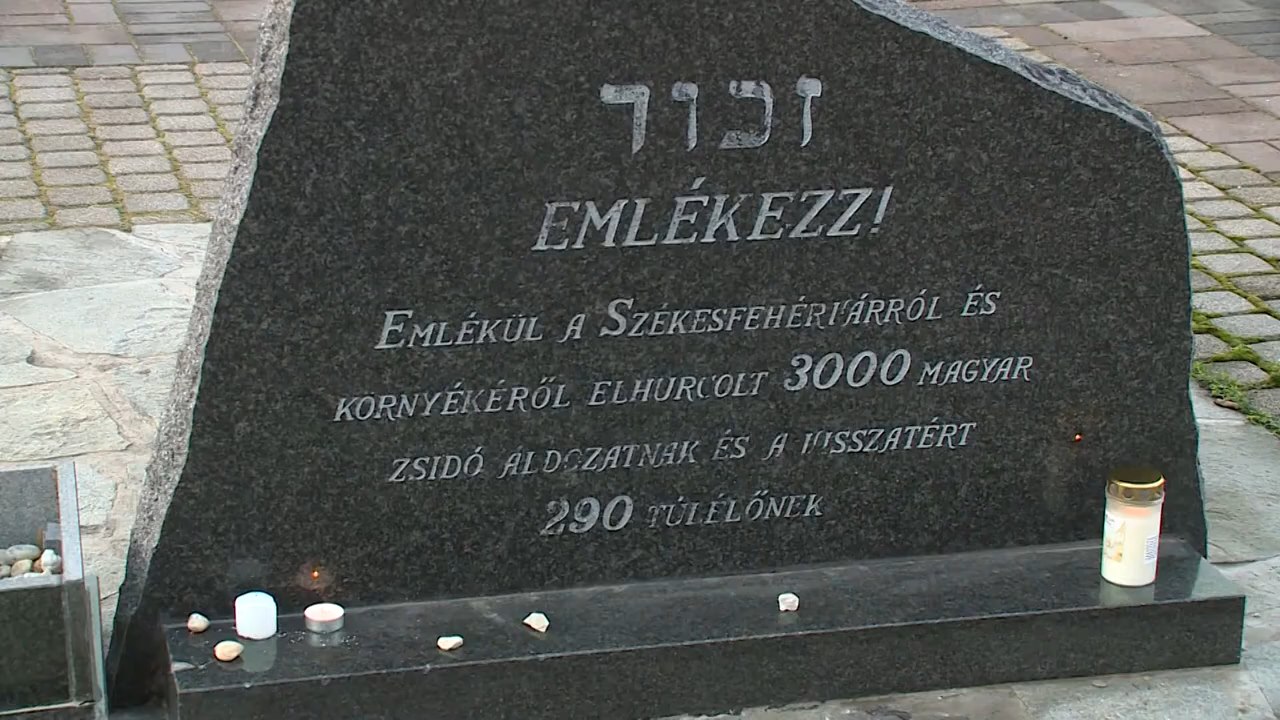 זכור
EMLÉKEZZ!
EMLÉKÜL A SZÉKESFEHÉRVÁRRÓL ÉS
KÖRNYÉKÉRŐL ELHURCOLT 3000 MAGYAR
ZSIDÓ ÁLDOZATNAK ÉS A VISSZATÉRT
290 TÚLÉLŐNEK